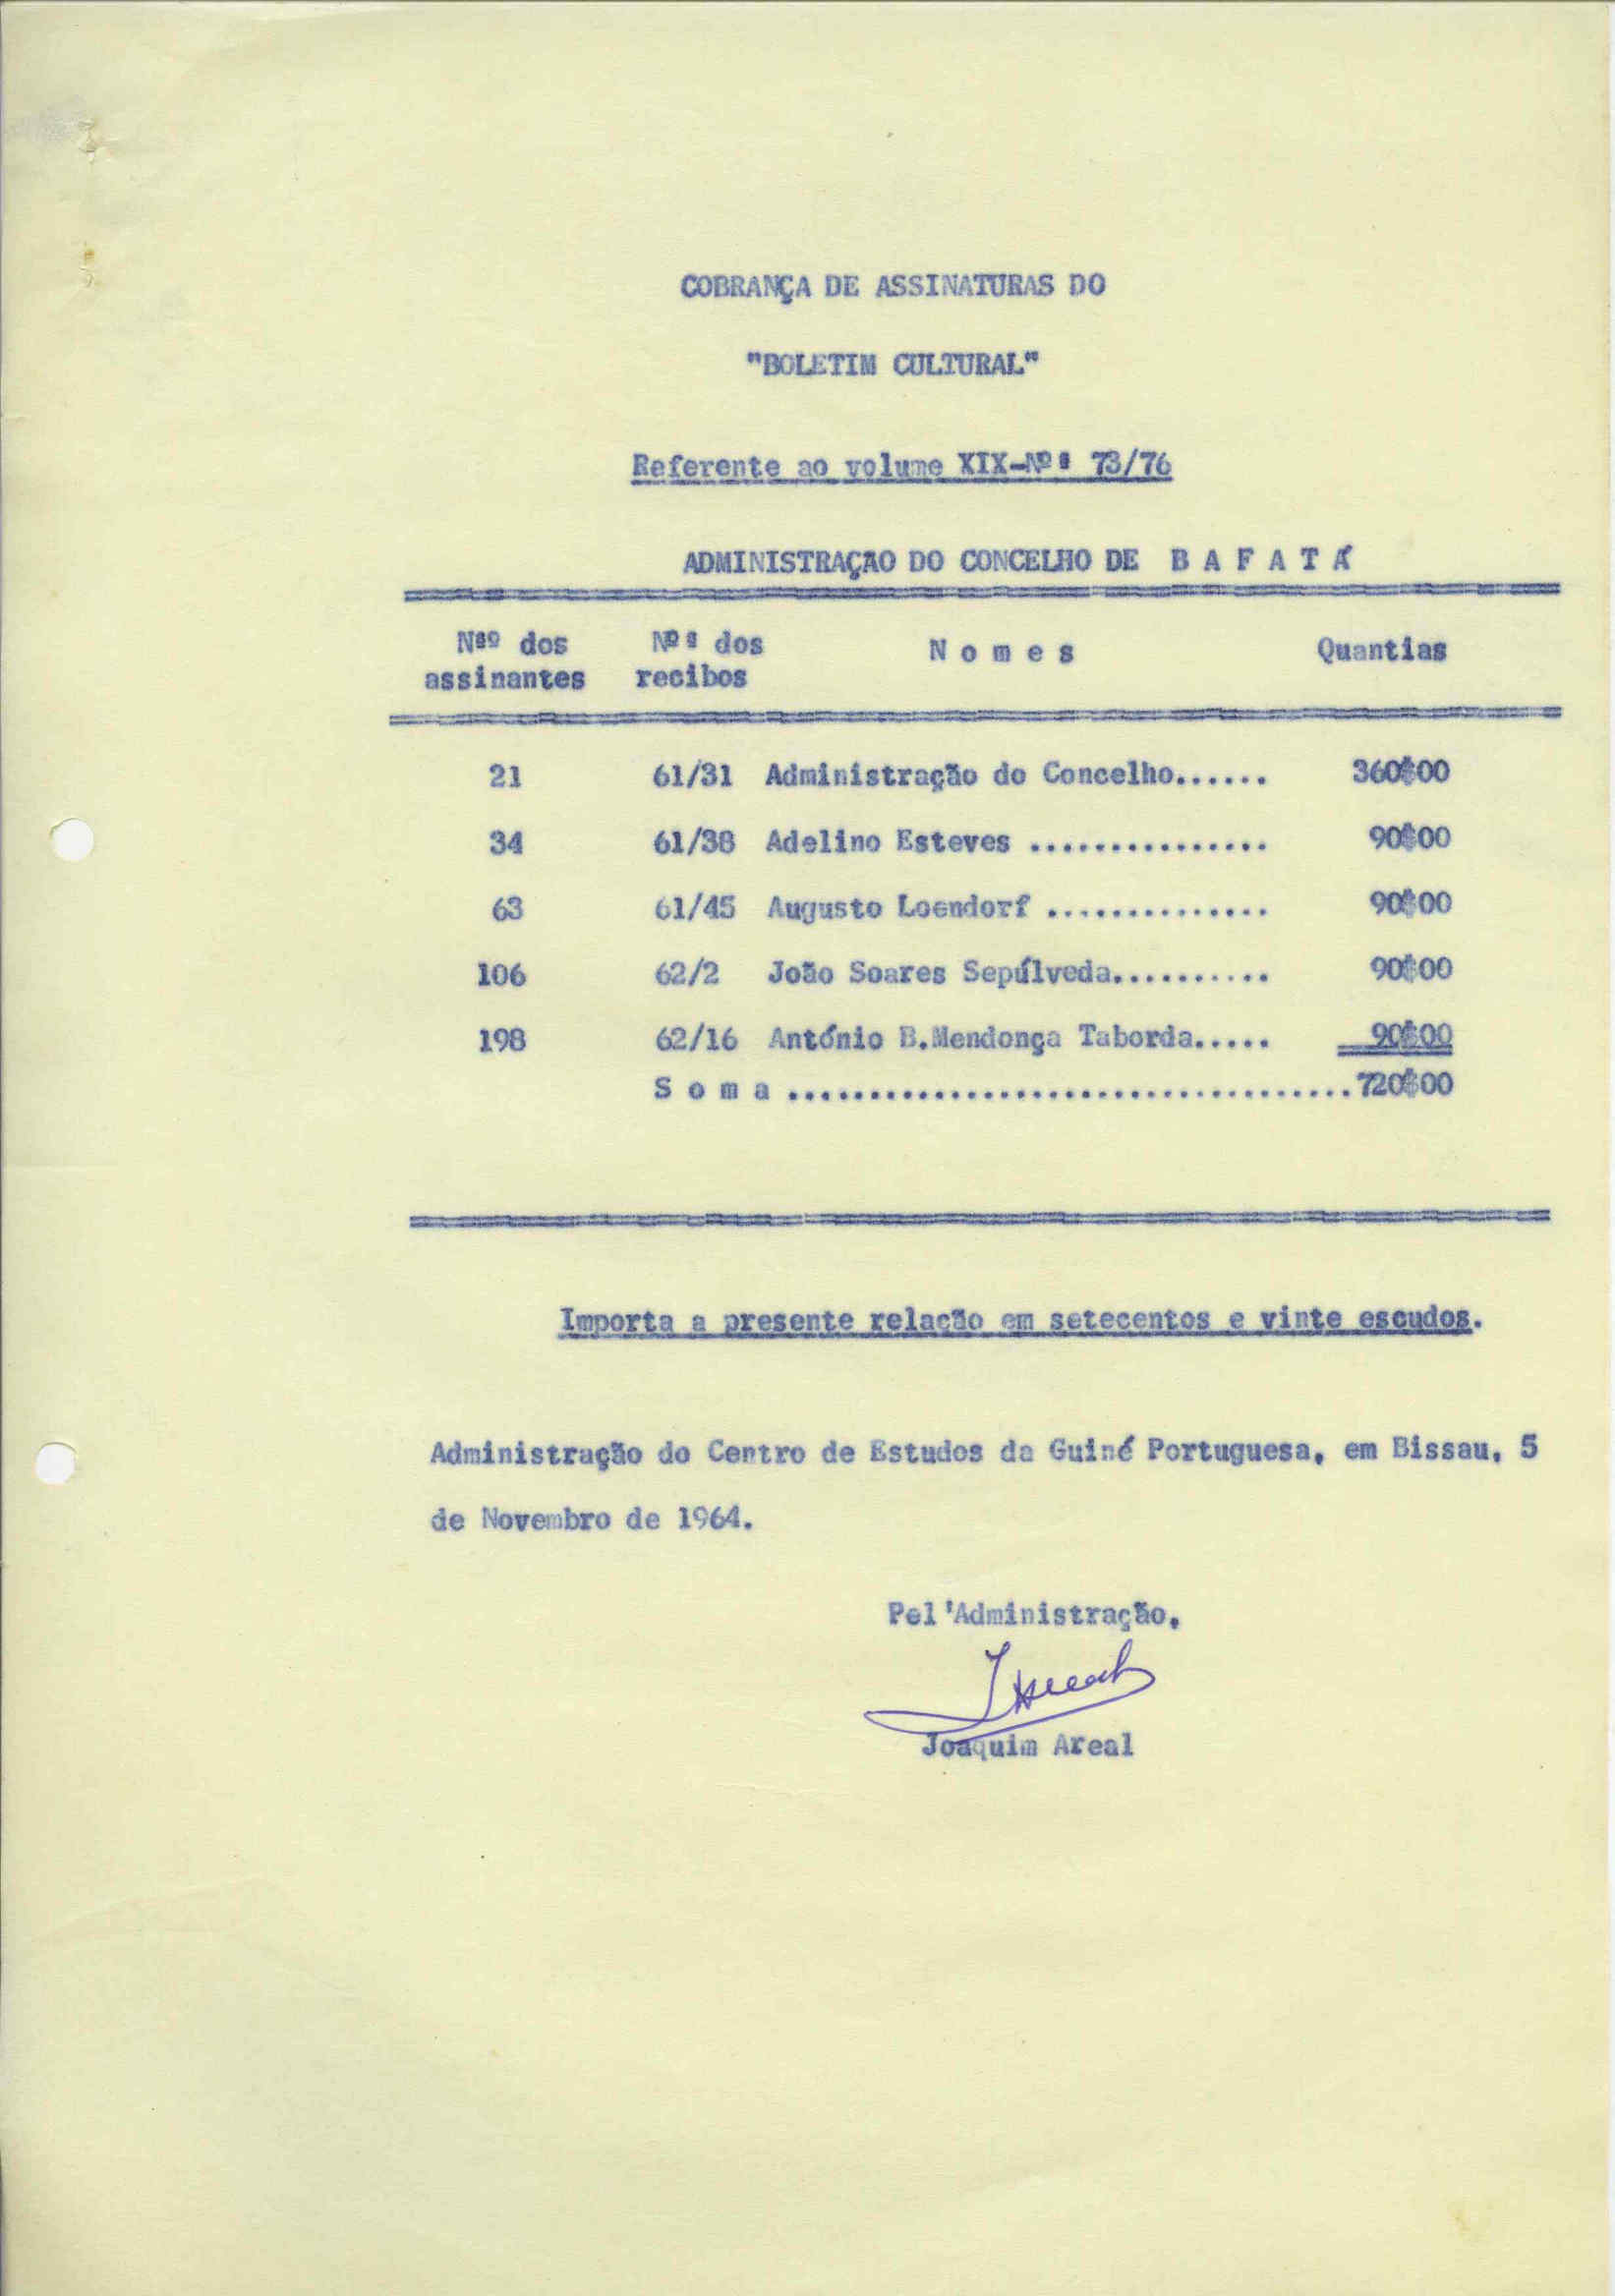 COBRANÇA DE ASSINATURAS DO
"BOLETIM CULTURAL"
Referente ao volume XIX-Nºs 73/76
ADMINISTRAÇÃO DO CONCELHO DE B A F A T Á
Nsº dos Nºs dos N o m e s Quantias
assinantes recibos
21 61/31 Administração do Concelho...... 360$00
34 61/38 Adelino Esteves ............... 90$00
63 61/45 Augusto Loendorf .............. 90$00
106 62/2 João Soares Sepúlveda.......... 90$00
198 62/16 António B.Mendonça Taborda..... 90$00
S o m a ...................................720$00
Importa a presente relação em setecentos e vinte escudos.
Administração do Centro de Estudos da Guiné Portuguesa, em Bissau, 5
de Novembro de 1964.
Pel'Administração,
JAreal
Joaquim Areal